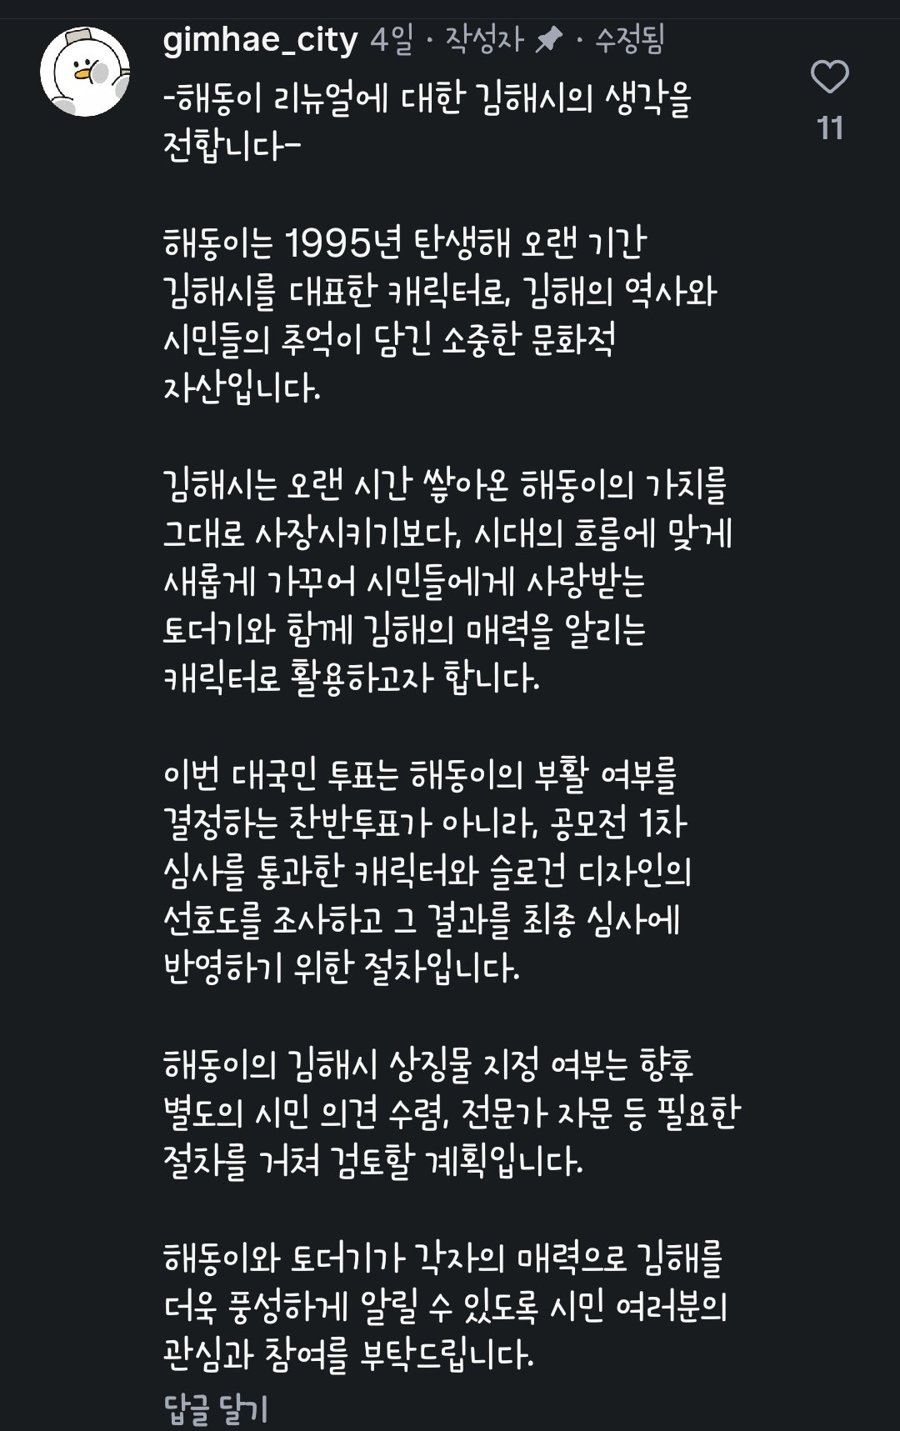 gimhae_city 4일 · 작성자 · 수정됨
-해동이 리뉴얼에 대한 김해시의 생각을
전합니다-
11
해동이는 1995년 탄생해 오랜 기간
김해시를 대표한 캐릭터로, 김해의 역사와
시민들의 추억이 담긴 소중한 문화적
자산입니다.
김해시는 오랜 시간 쌓아온 해동이의 가치를
그대로 사장시키기보다, 시대의 흐름에 맞게
새롭게 가꾸어 시민들에게 사랑받는
토더기와 함께 김해의 매력을 알리는
캐릭터로 활용하고자 합니다.
이번 대국민 투표는 해동이의 부활 여부를
결정하는 찬반투표가 아니라, 공모전 1차
심사를 통과한 캐릭터와 슬로건 디자인의
선호도를 조사하고 그 결과를 최종 심사에
반영하기 위한 절차입니다.
해동이의 김해시 상징물 지정 여부는 향후
별도의 시민 의견 수렴, 전문가 자문 등 필요한
절차를 거쳐 검토할 계획입니다.
해동이와 토더기가 각자의 매력으로 김해를
더욱 풍성하게 알릴 수 있도록 시민 여러분의
관심과 참여를 부탁드립니다.
답글 달기